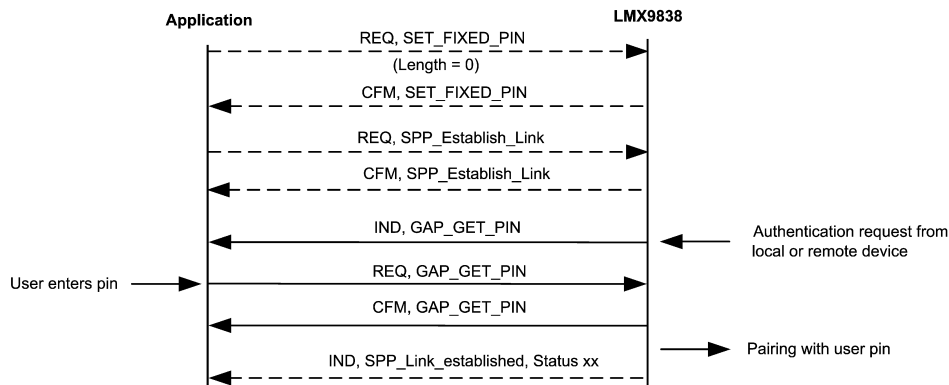 Application
LMX9838
REQ, SET_FIXED_PIN
(Length = 0)
CFM, SET_FIXED_PIN
REQ, SPP_Establish_Link
CFM, SPP_Establish_Link
IND, GAP_GET_PIN
Authentication request from
local or remote device
REQ, GAP_GET_PIN
User enters pin
CFM, GAP_GET_PIN
Pairing with user pin
IND, SPP_Link_established, Status xx